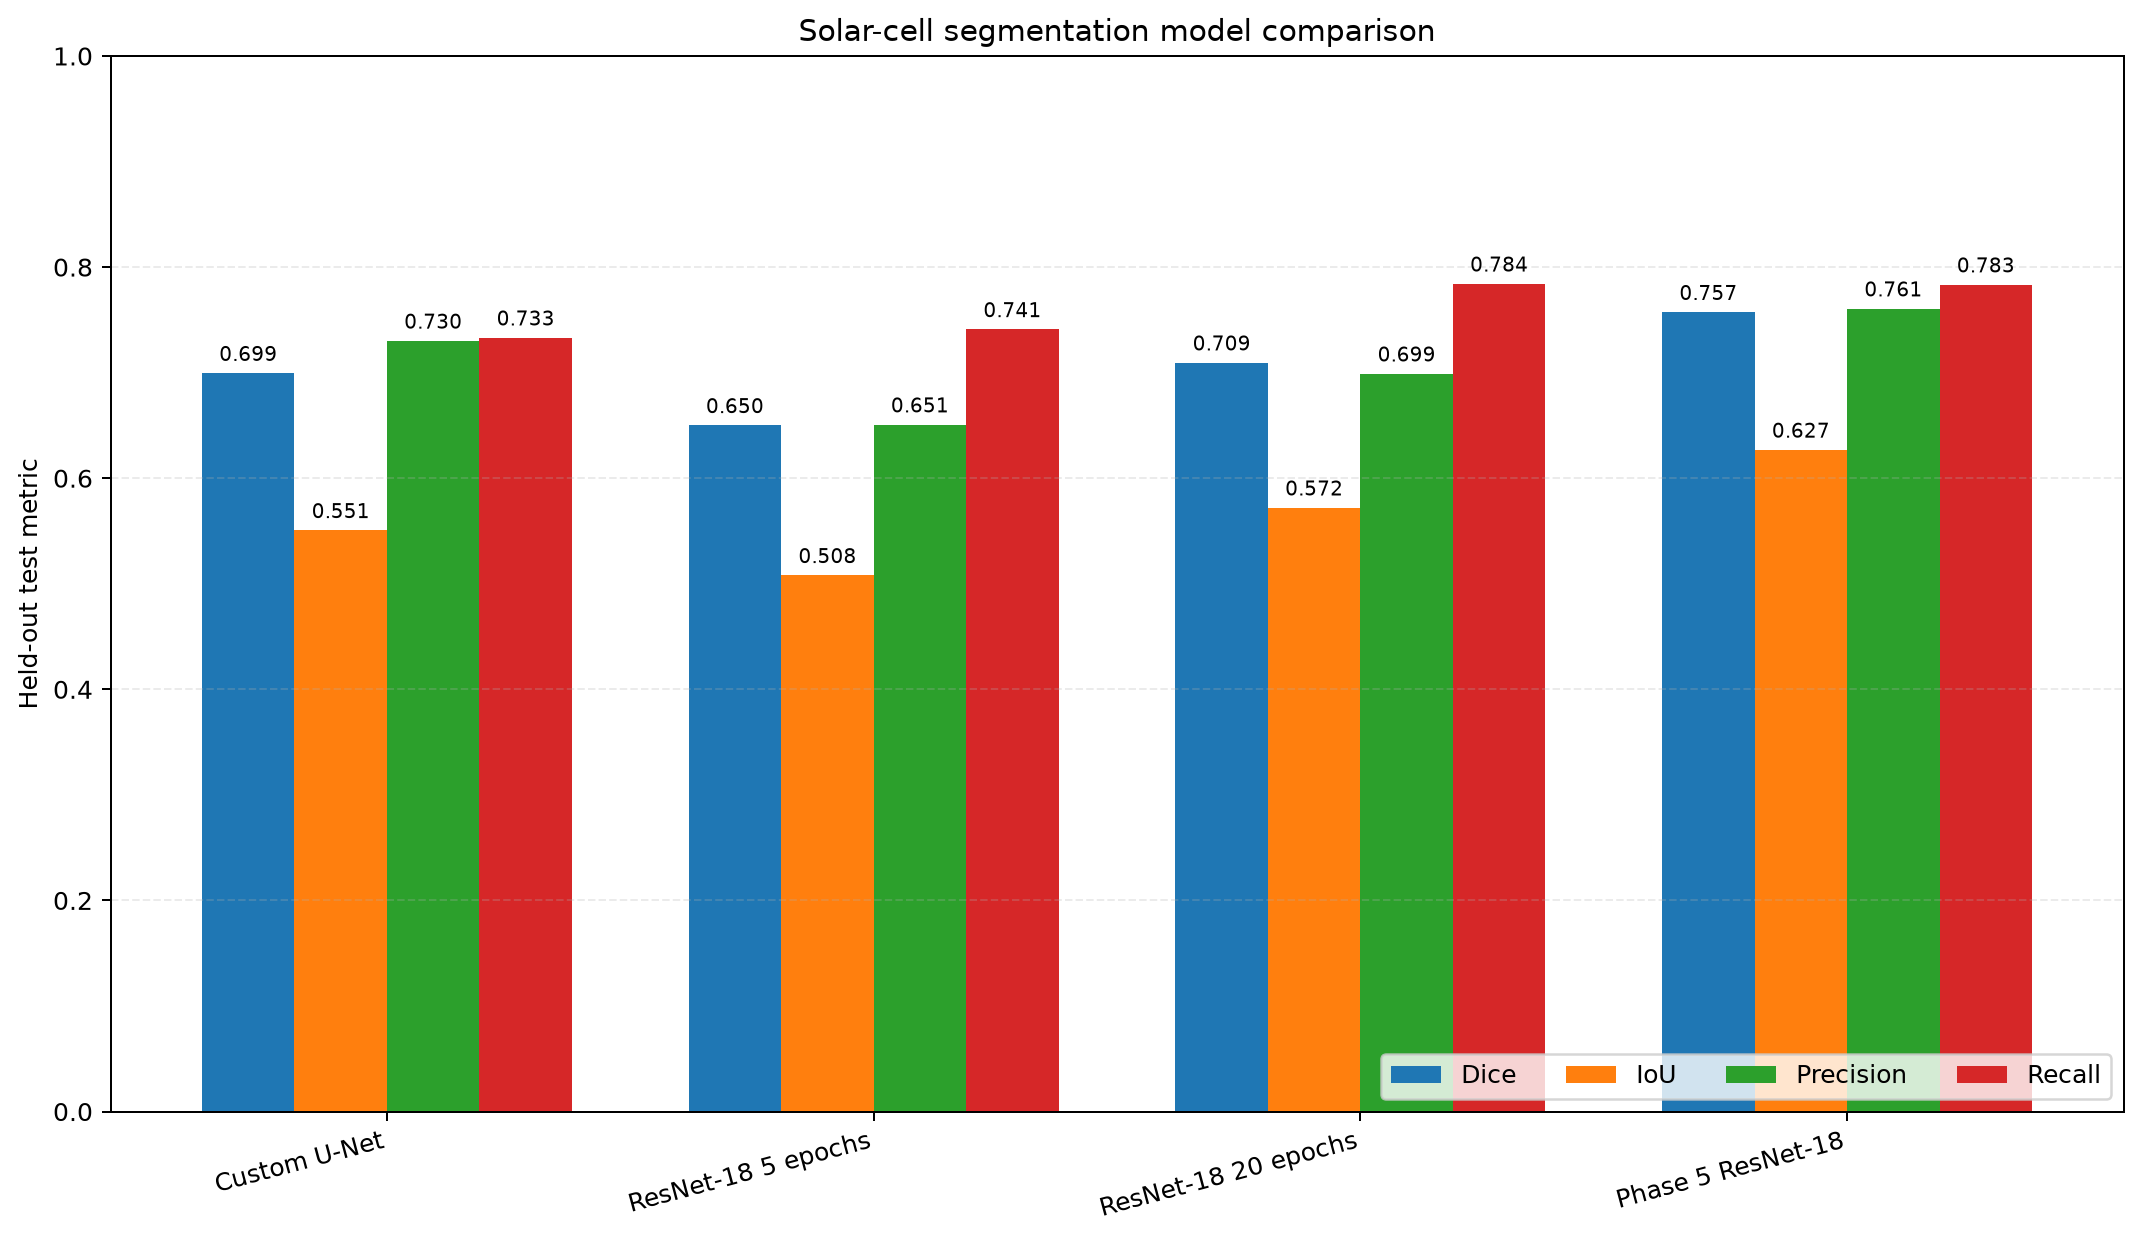 Solar-cell segmentation model comparison
Held-out test metric
1.0
0.8
0.6
0.4
0.2
0.0
0.699
0.551
0.730
0.733
0.650
0.508
0.651
0.741
0.709
0.572
0.699
0.784
0.757
0.627
0.761
0.783
Dice
IoU
Precision
Recall
Custom U-Net
ResNet-18 5 epochs
ResNet-18 20 epochs
Phase 5 ResNet-18